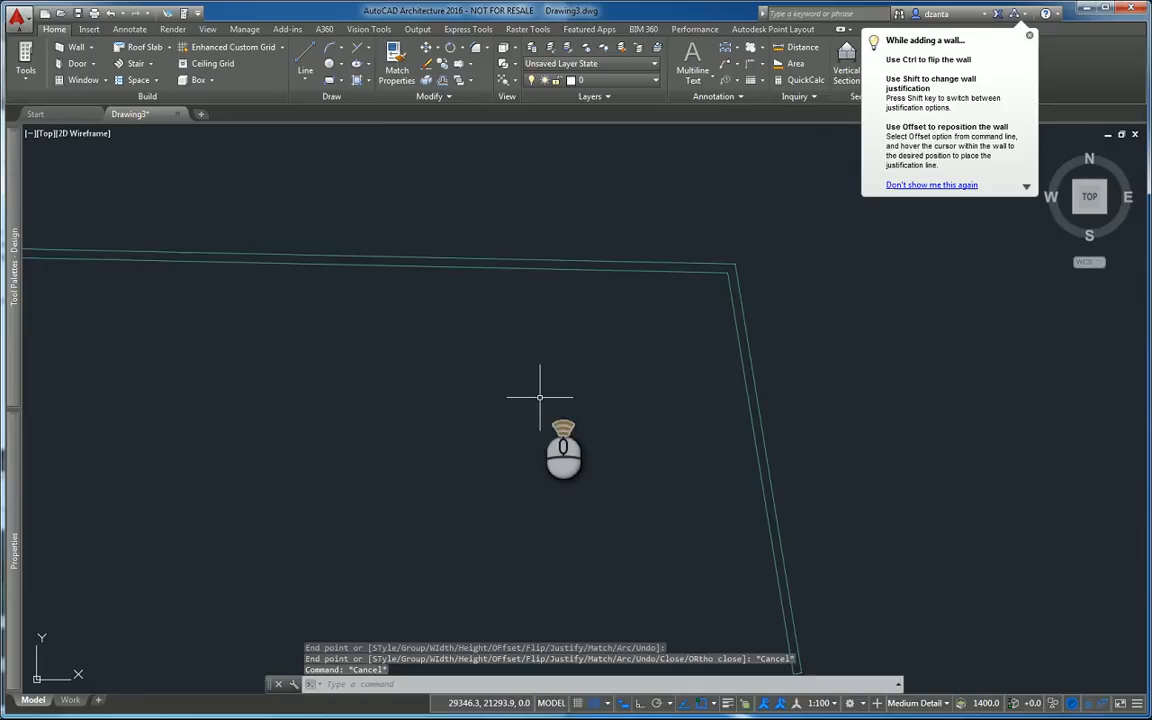 AutoCAD Architecture 2016 - NOT FOR RESALE Drawing3.dwg
Type a keyword or phrase
dzanta
Home Insert Annotate Render View Manage Add-ins A360 Vision Tools Output Express Tools Featured Apps BIM 360 Performance Autodesk Point Layout
Tools
Wall
Door
Window
Roof Slab
Stair
Box
Enhanced Custom Grid
Ceiling Grid
Build
Line
Draw
Match
Properties
Modify
View
Unsaved Layer State
0
Layers
Multiline
Text
Annotation
Distance
Area
QuickCalc
Inquiry
Vertical
Section
Start Drawing3*
[−][Top][2D Wireframe]
While adding a wall...
Use Ctrl to flip the wall
Use Shift to change wall
justification
Press Shift key to switch between
justification options.
Use Offset to reposition the wall
Select Offset option from command line,
and hover the cursor within the wall to
the desired position to place the
justification line.
Don't show me this again
N
W TOP E
S
WCS
Tool Palettes - Design
Properties
Y
X
End point or [STyle/Group/WIdth/Height/OFfset/Flip/Justify/Match/Arc/Undo]:
End point or [STyle/Group/WIdth/Height/OFfset/Flip/Justify/Match/Arc/Undo/Close/ORtho close]: *Cancel*
Command: *Cancel*
Type a command
Model Work
29346.3, 21293.9, 0.0 MODEL 1:100 Medium Detail 1400.0 +0.0